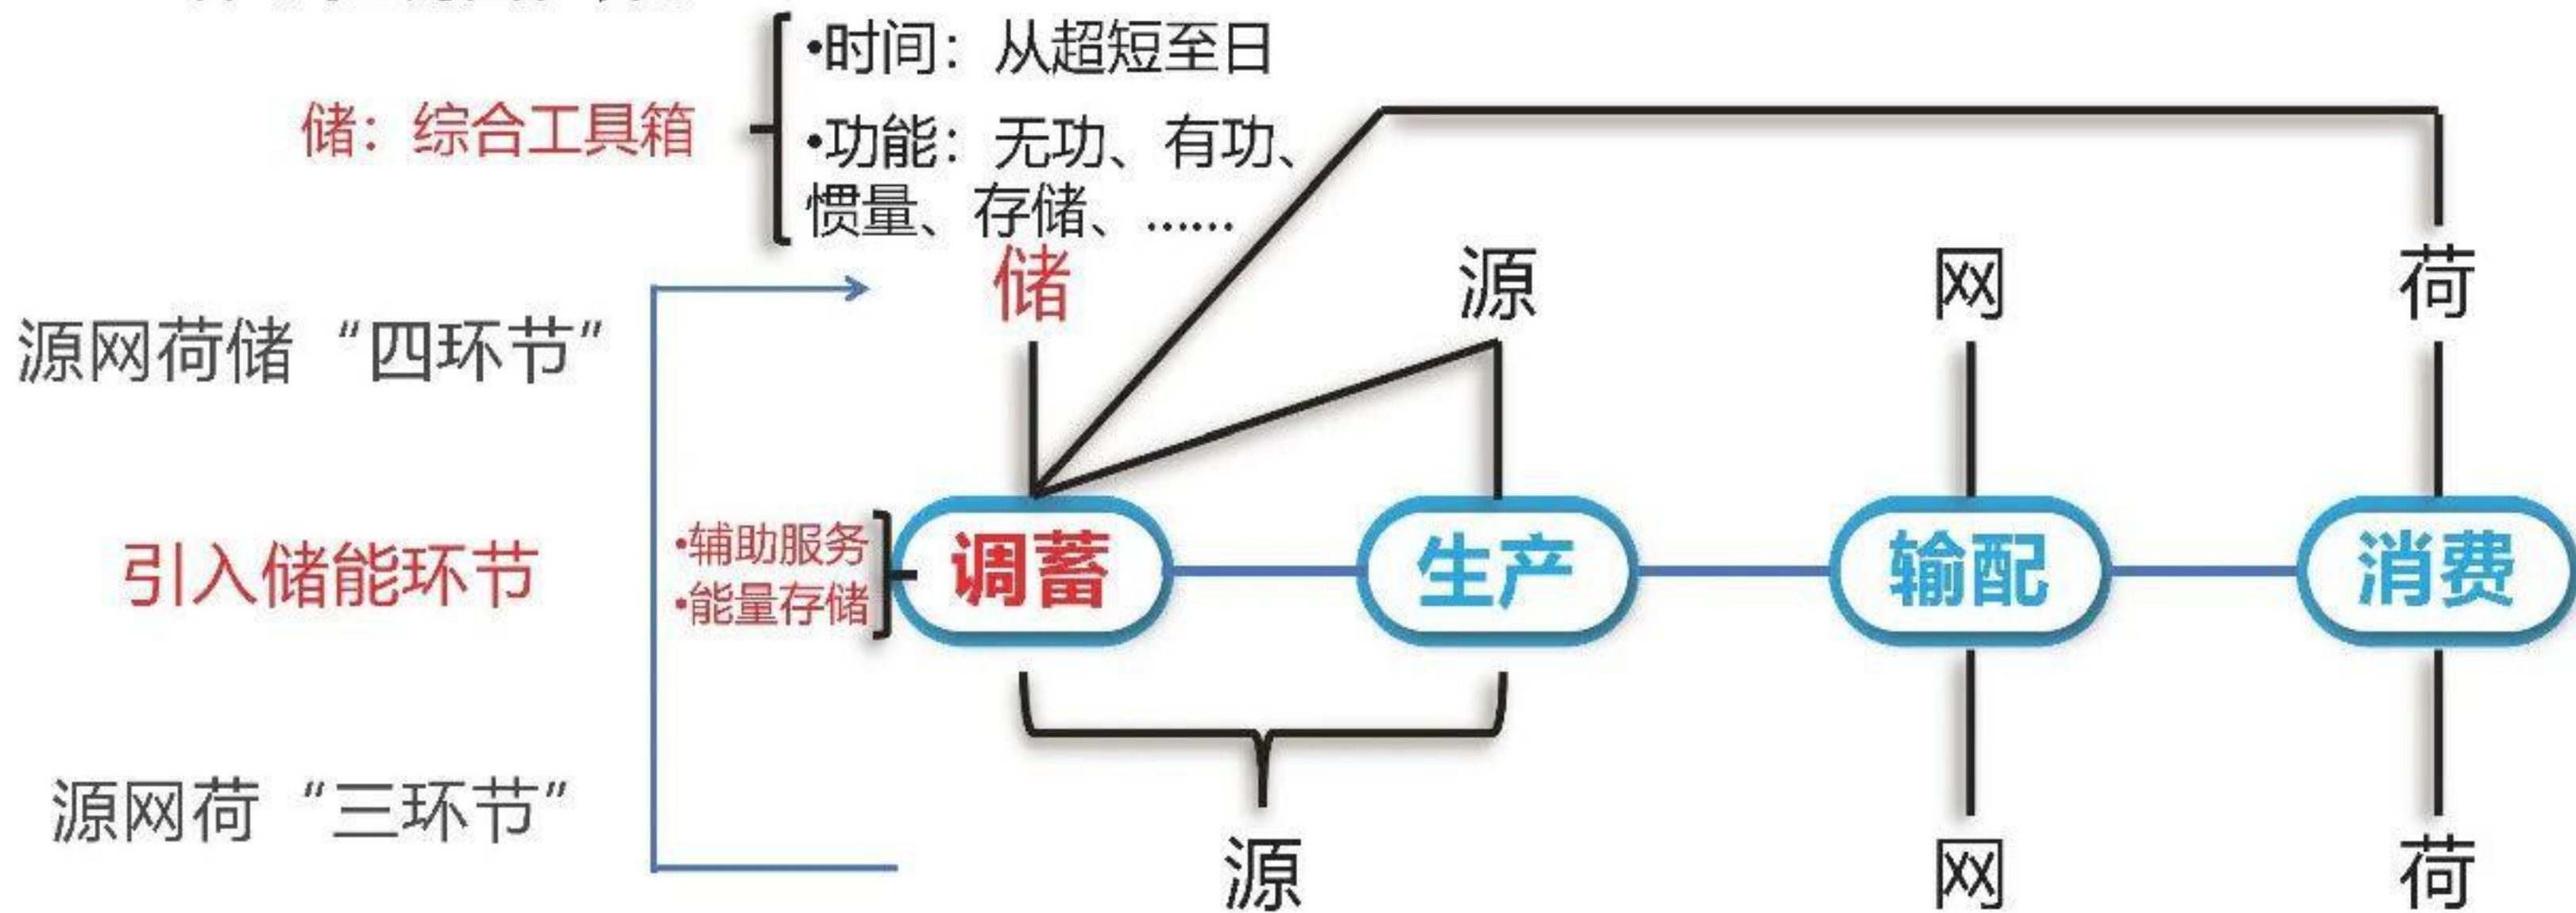 •时间：从超短至日
储：综合工具箱
•功能：无功、有功、
惯量、存储、……
储 源 网 荷
源网荷储“四环节”
•辅助服务
引入储能环节
•能量存储
调蓄 生产 输配 消费
源网荷“三环节”
源 网 荷